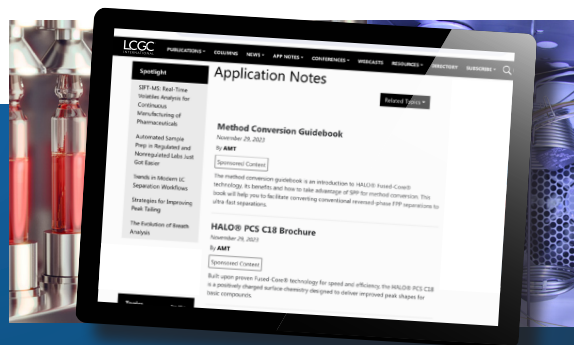 LCGC
INTERNATIONAL
PUBLICATIONS COLUMNS NEWS APP NOTES CONFERENCES WEBCASTS RESOURCES DIRECTORY SUBSCRIBE
Spotlight
SIFT-MS: Real-Time
Volatiles Analysis for
Continuous
Manufacturing of
Pharmaceuticals
Automated Sample
Prep in Regulated and
Nonregulated Labs Just
Got Easier
Trends in Modern LC
Separation Workflows
Strategies for Improving
Peak Tailing
The Evolution of Breath
Analysis
Application Notes
Related Topics
Method Conversion Guidebook
November 29, 2023
By AMT
Sponsored Content
The method conversion guidebook is an introduction to HALO® Fused-Core®
technology, its benefits and how to take advantage of SPP for method conversion. This
book will help you to facilitate converting conventional reversed-phase FPP separations to
ultra-fast separations.
HALO® PCS C18 Brochure
November 29, 2023
By AMT
Sponsored Content
Built upon proven Fused-Core® technology for speed and efficiency, the HALO® PCS C18
is a positively charged surface chemistry designed to deliver improved peak shapes for
basic compounds.